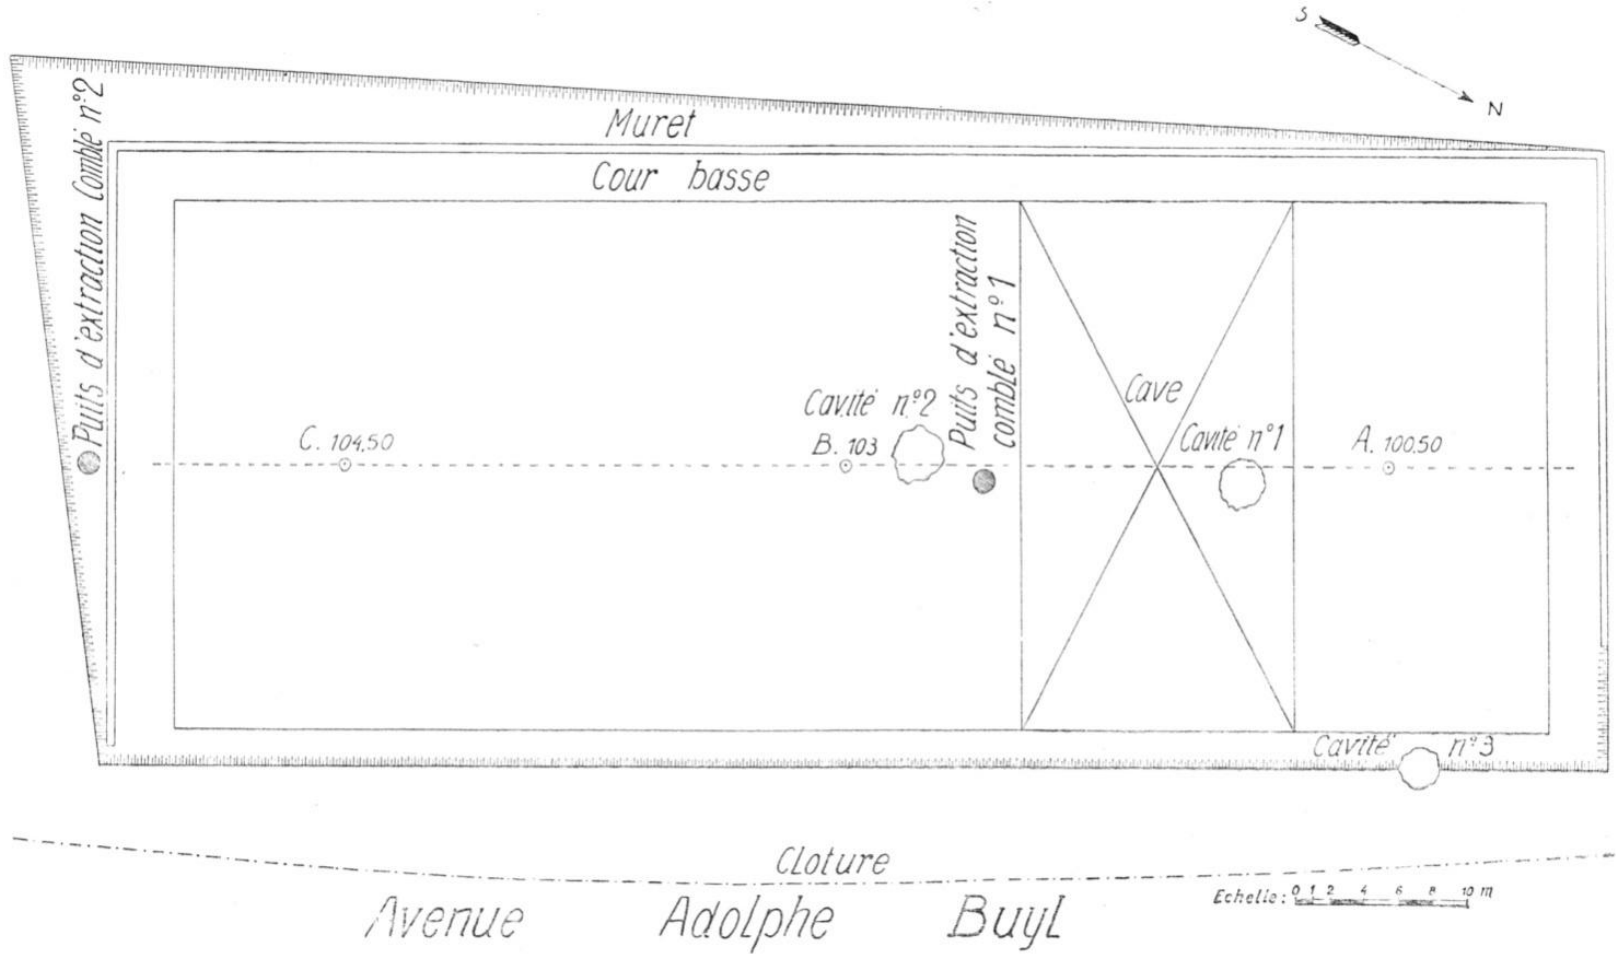 S
N
Muret
Cour basse
Puits d'extraction Comblé n°2
Puits d'extraction
comblé n°1
Cave
Cavité n°2
Cavité n°1
C. 104,50
B. 103
A. 100.50
Cavité n°3
Cloture
Echelle: 0 1 2 4 6 8 10 m
Avenue Adolphe Buyl